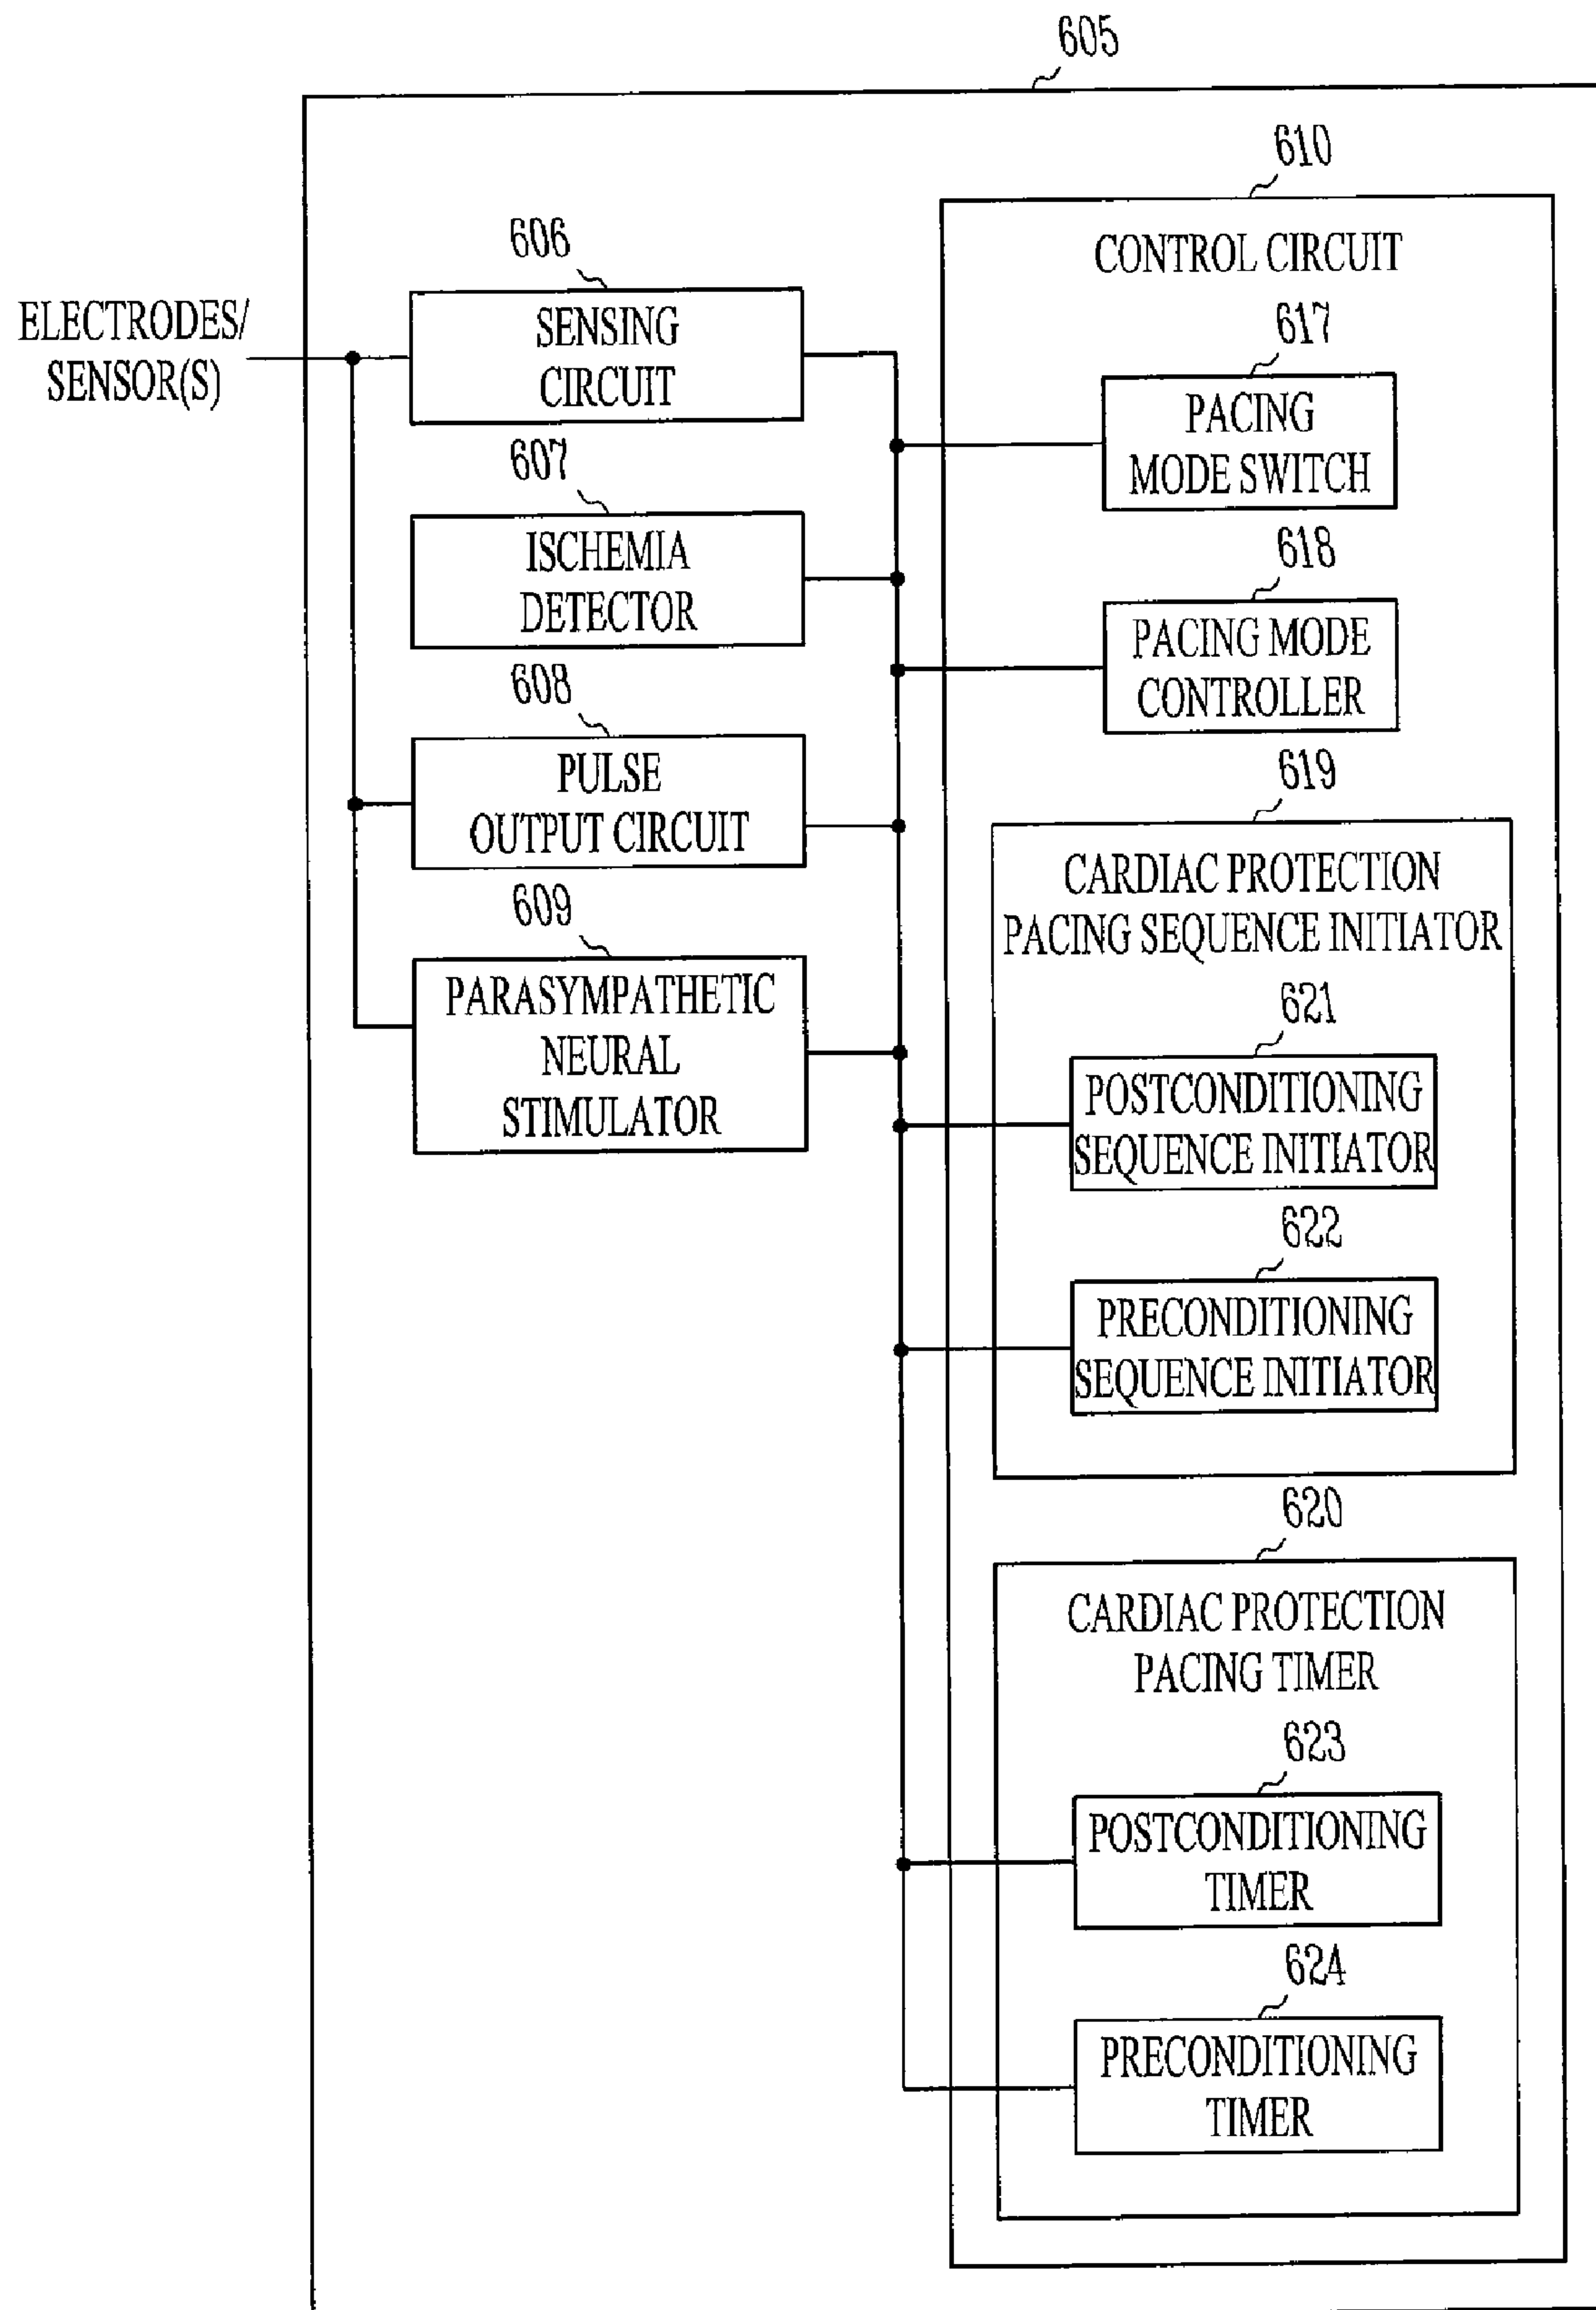 605
610
CONTROL CIRCUIT
606
SENSING
CIRCUIT
ELECTRODES/
SENSOR(S)
617
PACING
MODE SWITCH
607
ISCHEMIA
DETECTOR
618
PACING MODE
CONTROLLER
608
PULSE
OUTPUT CIRCUIT
619
CARDIAC PROTECTION
PACING SEQUENCE INITIATOR
609
PARASYMPATHETIC
NEURAL
STIMULATOR
621
POSTCONDITIONING
SEQUENCE INITIATOR
622
PRECONDITIONING
SEQUENCE INITIATOR
620
CARDIAC PROTECTION
PACING TIMER
623
POSTCONDITIONING
TIMER
624
PRECONDITIONING
TIMER